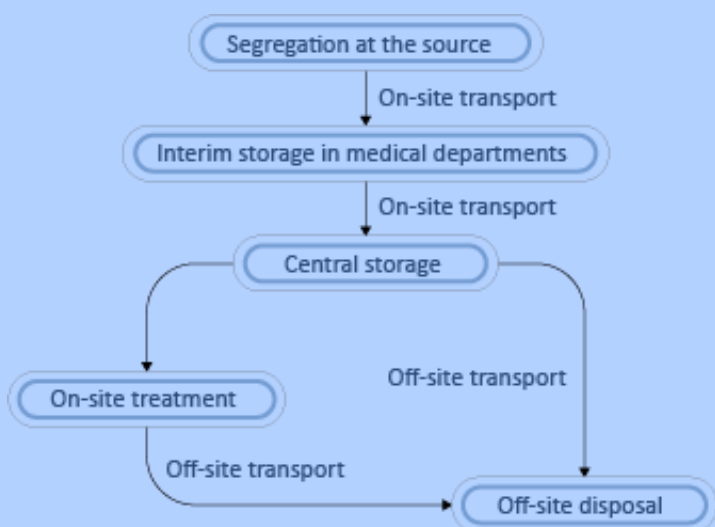 Segregation at the source
On-site transport
Interim storage in medical departments
On-site transport
Central storage
Off-site transport
On-site treatment
Off-site transport
Off-site disposal